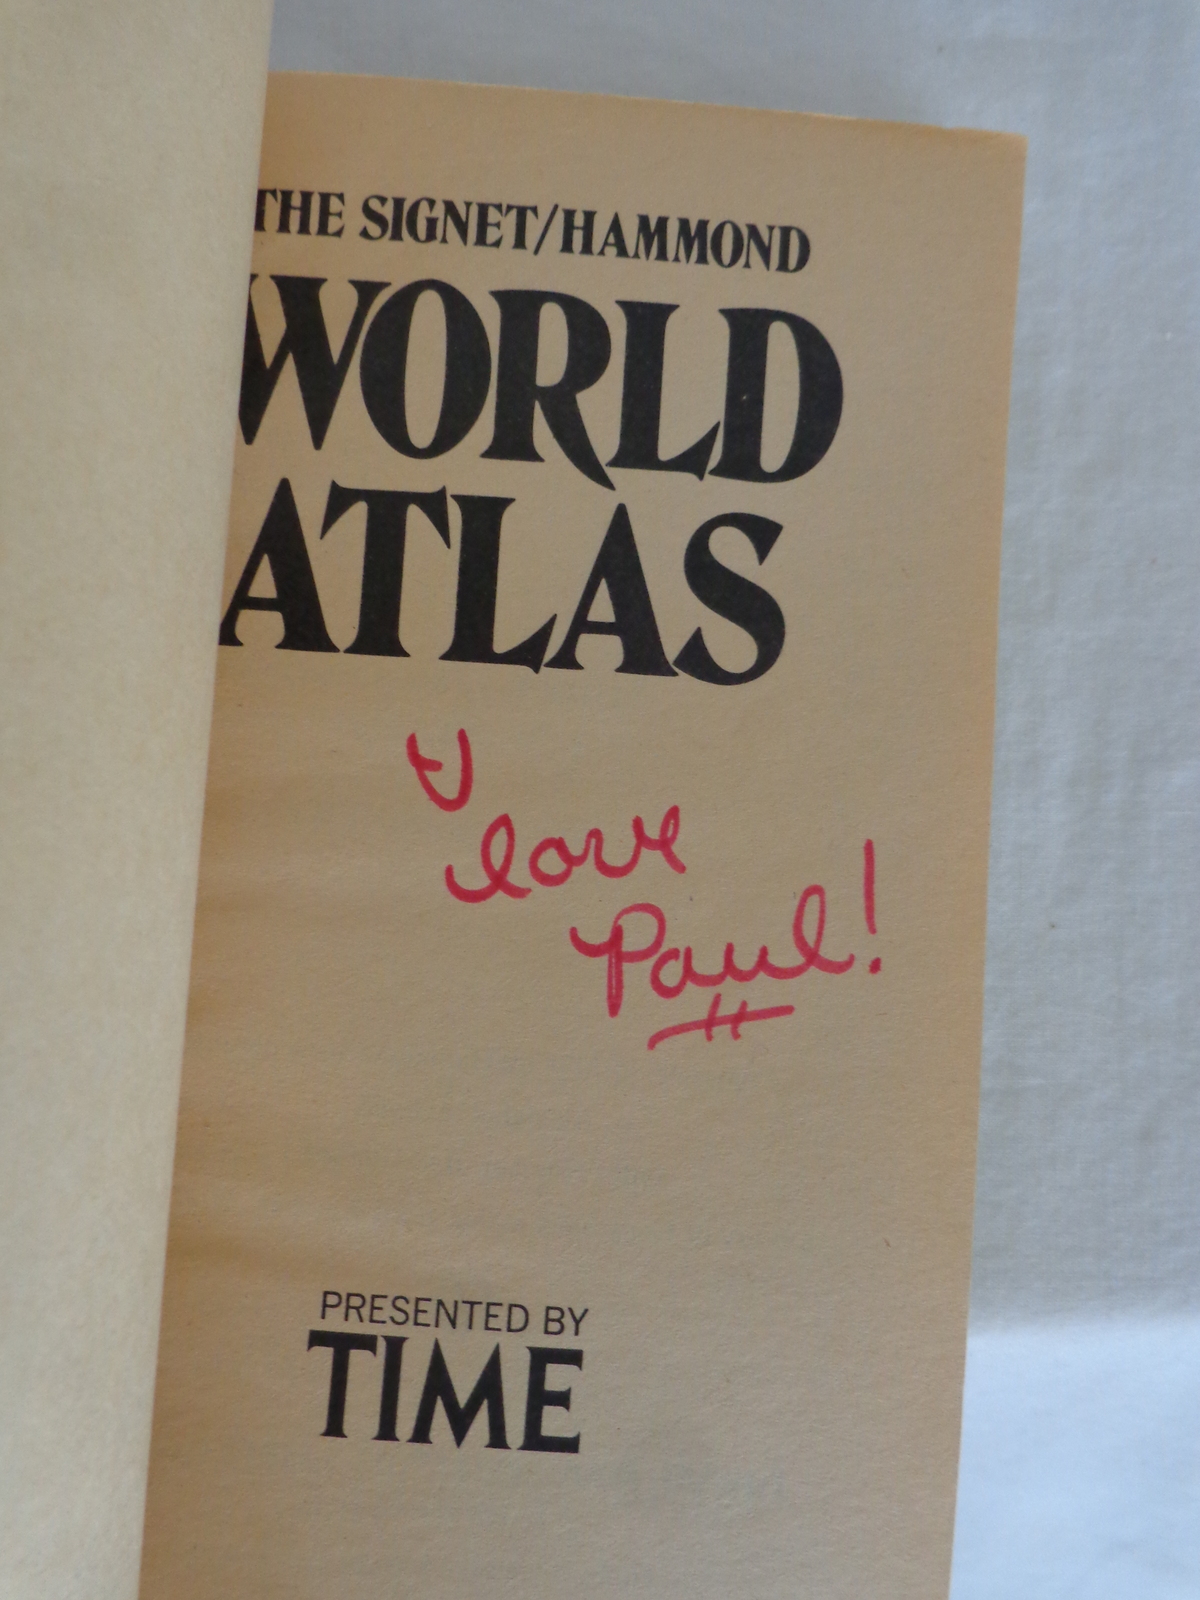 THE SIGNET/HAMMOND
WORLD
ATLAS
I
love
Paul!
PRESENTED BY
TIME